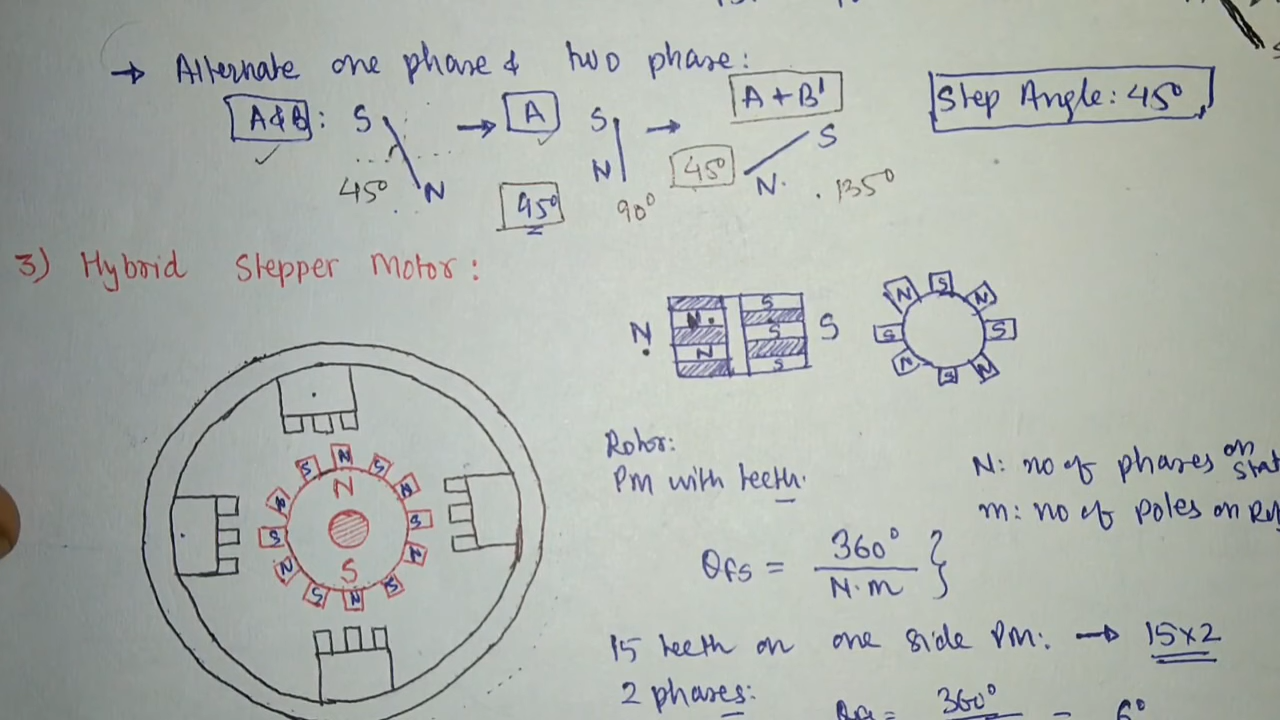 → Alternate one phase & two phase:
A&B : S → A S → A + B' S
Step Angle: 45°
45° N 45° N 90° 45° N . 135°
3) Hybrid Stepper Motor:
N N N S S S S
N S N S N S N S
N S N S N S N S N S N S
N
S
Rotor:
PM with teeth.
N: no of phases on
m: no of poles on
θfs = 360° / N·m }
15 teeth on one side PM: → 15×2
2 phases:
360° = 6°